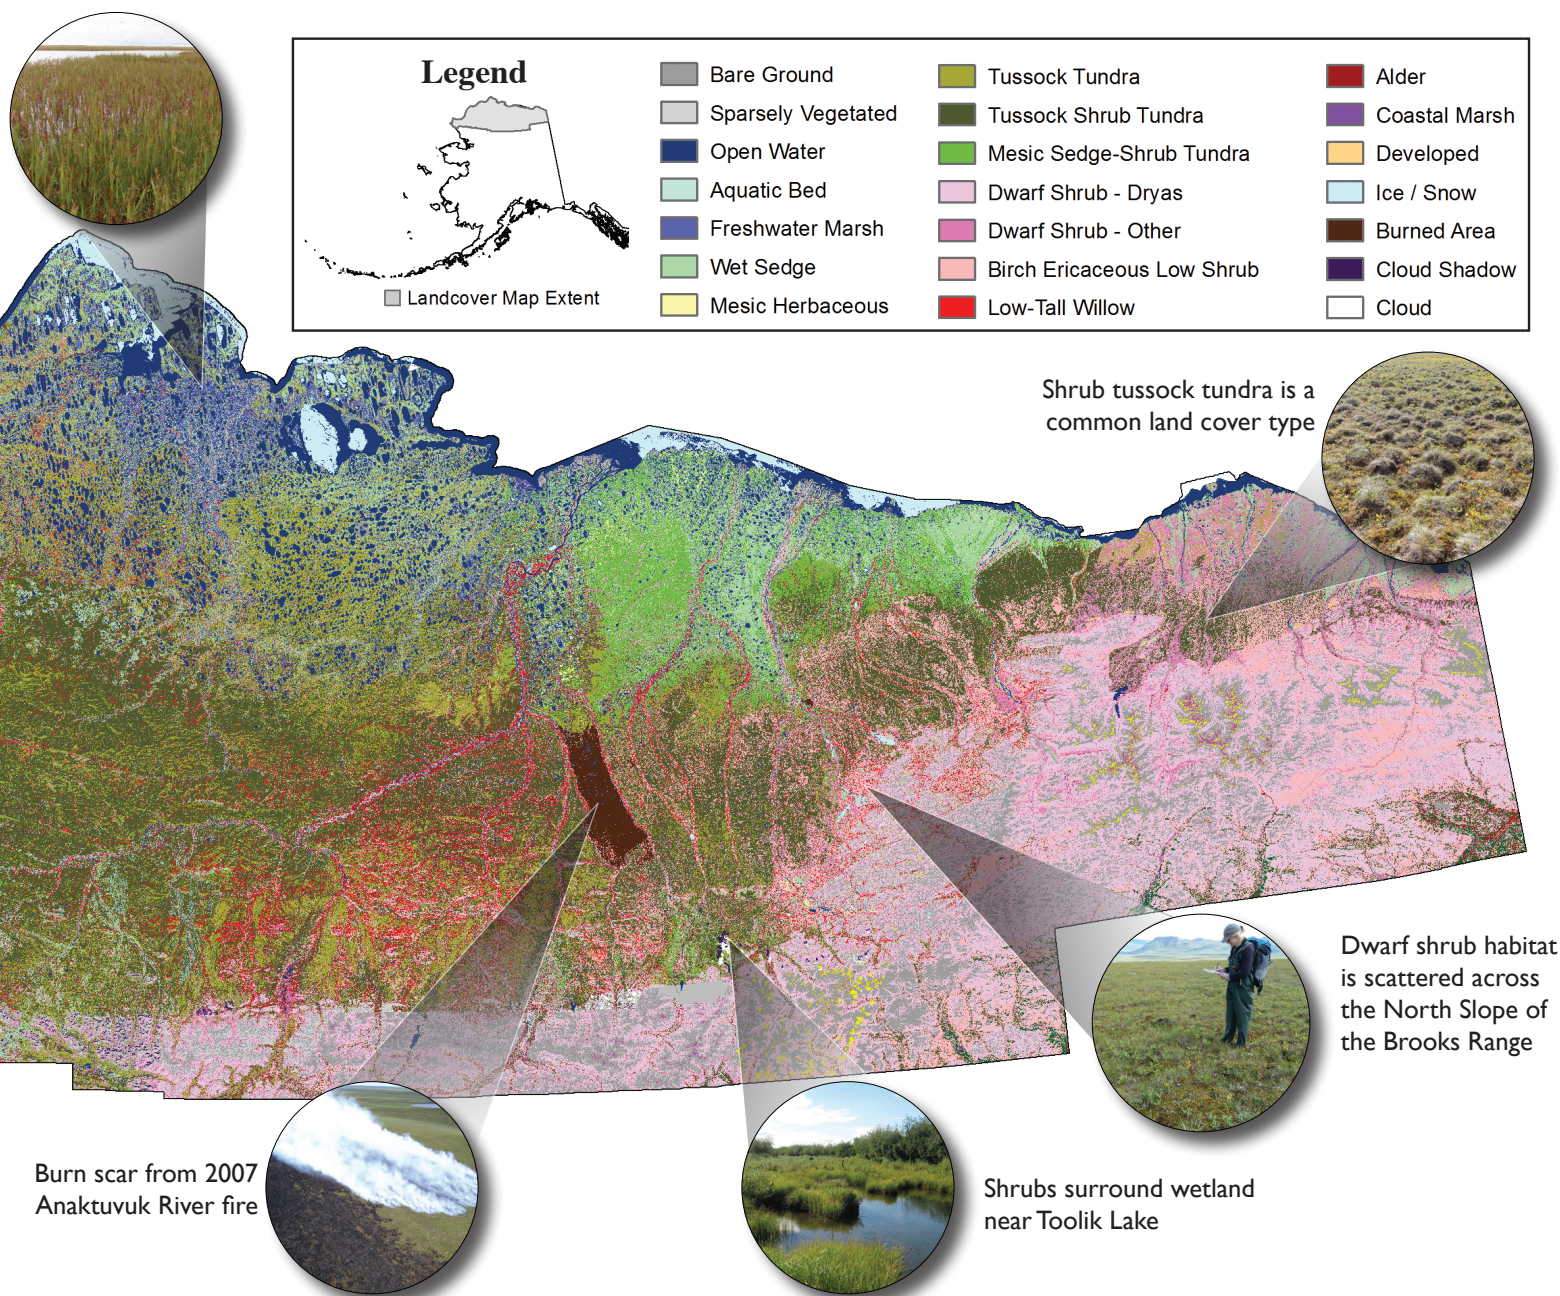 Legend
Landcover Map Extent
Bare Ground
Sparsely Vegetated
Open Water
Aquatic Bed
Freshwater Marsh
Wet Sedge
Mesic Herbaceous
Tussock Tundra
Tussock Shrub Tundra
Mesic Sedge-Shrub Tundra
Dwarf Shrub - Dryas
Dwarf Shrub - Other
Birch Ericaceous Low Shrub
Low-Tall Willow
Alder
Coastal Marsh
Developed
Ice / Snow
Burned Area
Cloud Shadow
Cloud
Shrub tussock tundra is a
common land cover type
Dwarf shrub habitat
is scattered across
the North Slope of
the Brooks Range
Burn scar from 2007
Anaktuvuk River fire
Shrubs surround wetland
near Toolik Lake